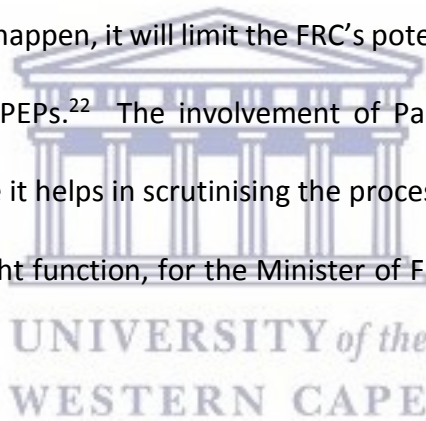 happen, it will limit the FRC’s pote
PEPs.²² The involvement of Pa
it helps in scrutinising the proces
ht function, for the Minister of F
UNIVERSITY of the
WESTERN CAPE